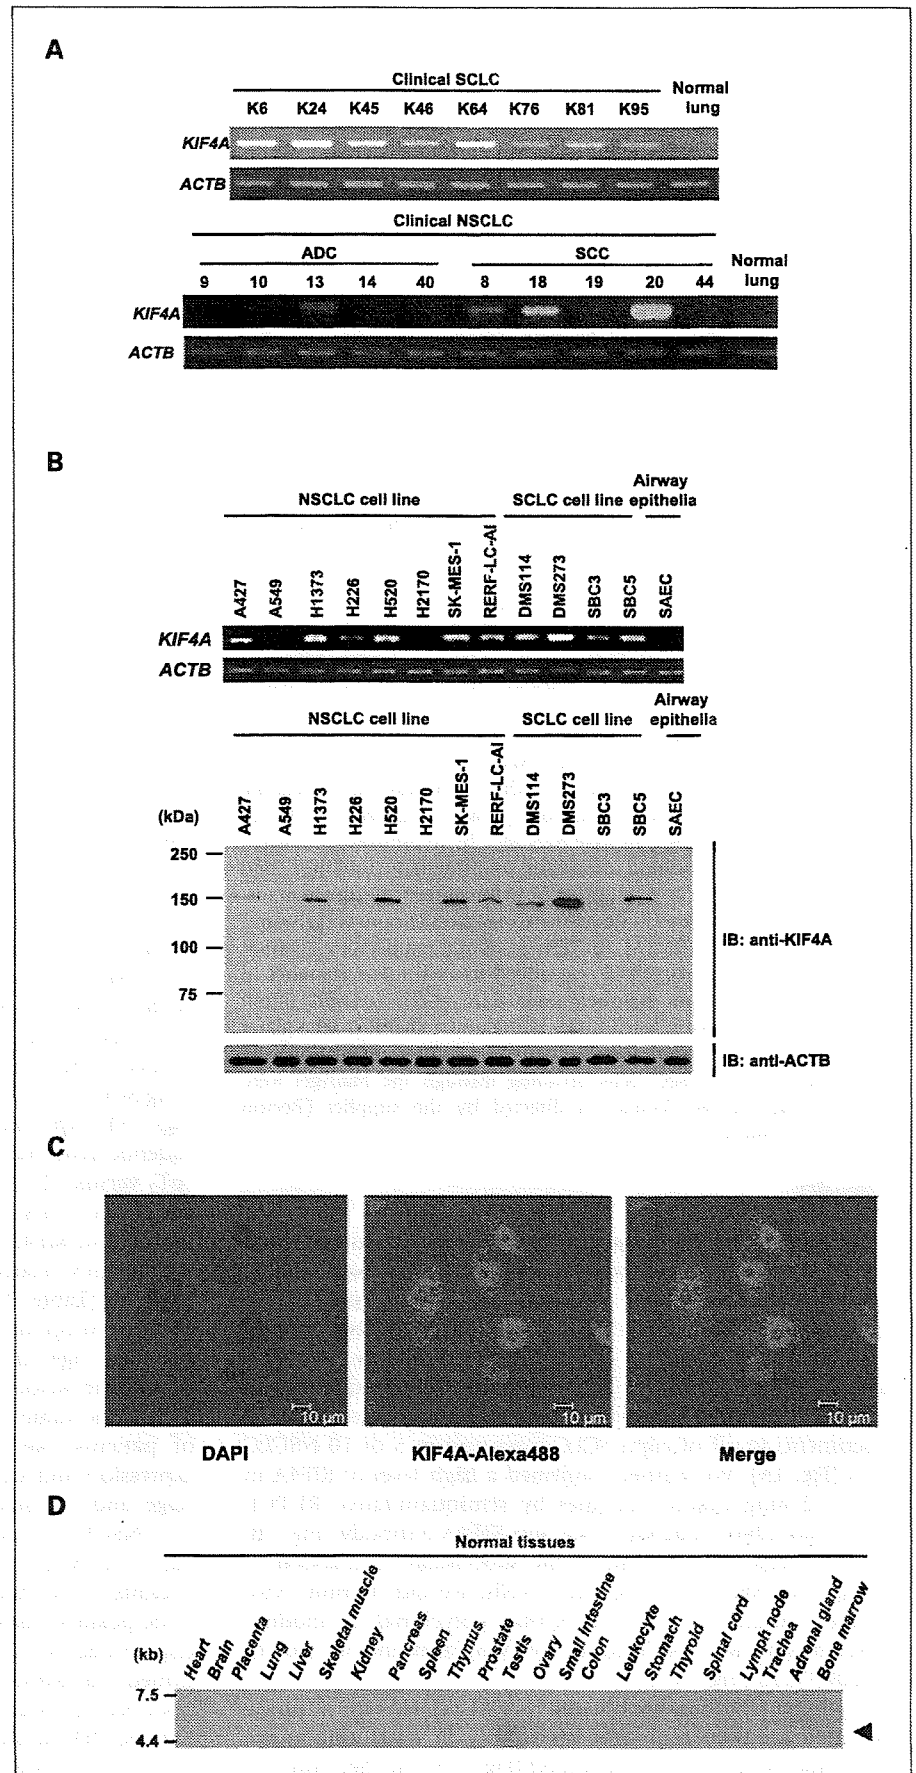 A
Clinical SCLC
Normal lung
K6 K24 K45 K46 K64 K76 K81 K95
KIF4A
ACTB
Clinical NSCLC
ADC SCC Normal lung
9 10 13 14 40 8 18 19 20 44
KIF4A
ACTB
B
NSCLC cell line SCLC cell line Airway epithelia
A427 A549 H1373 H226 H520 H2170 SK-MES-1 RERF-LC-AI DMS114 DMS273 SBC3 SBC5 SAEC
KIF4A
ACTB
NSCLC cell line SCLC cell line Airway epithelia
(kDa) A427 A549 H1373 H226 H520 H2170 SK-MES-1 RERF-LC-AI DMS114 DMS273 SBC3 SBC5 SAEC
250
150
100
75
IB: anti-KIF4A
IB: anti-ACTB
C
10 µm 10 µm 10 µm
DAPI KIF4A-Alexa488 Merge
D
Normal tissues
(kb) Heart Brain Placenta Lung Liver Skeletal muscle Kidney Pancreas Spleen Thymus Prostate Testis Ovary Small intestine Colon Leukocyte Stomach Thyroid Spinal cord Lymph node Trachea Adrenal gland Bone marrow
7.5
4.4